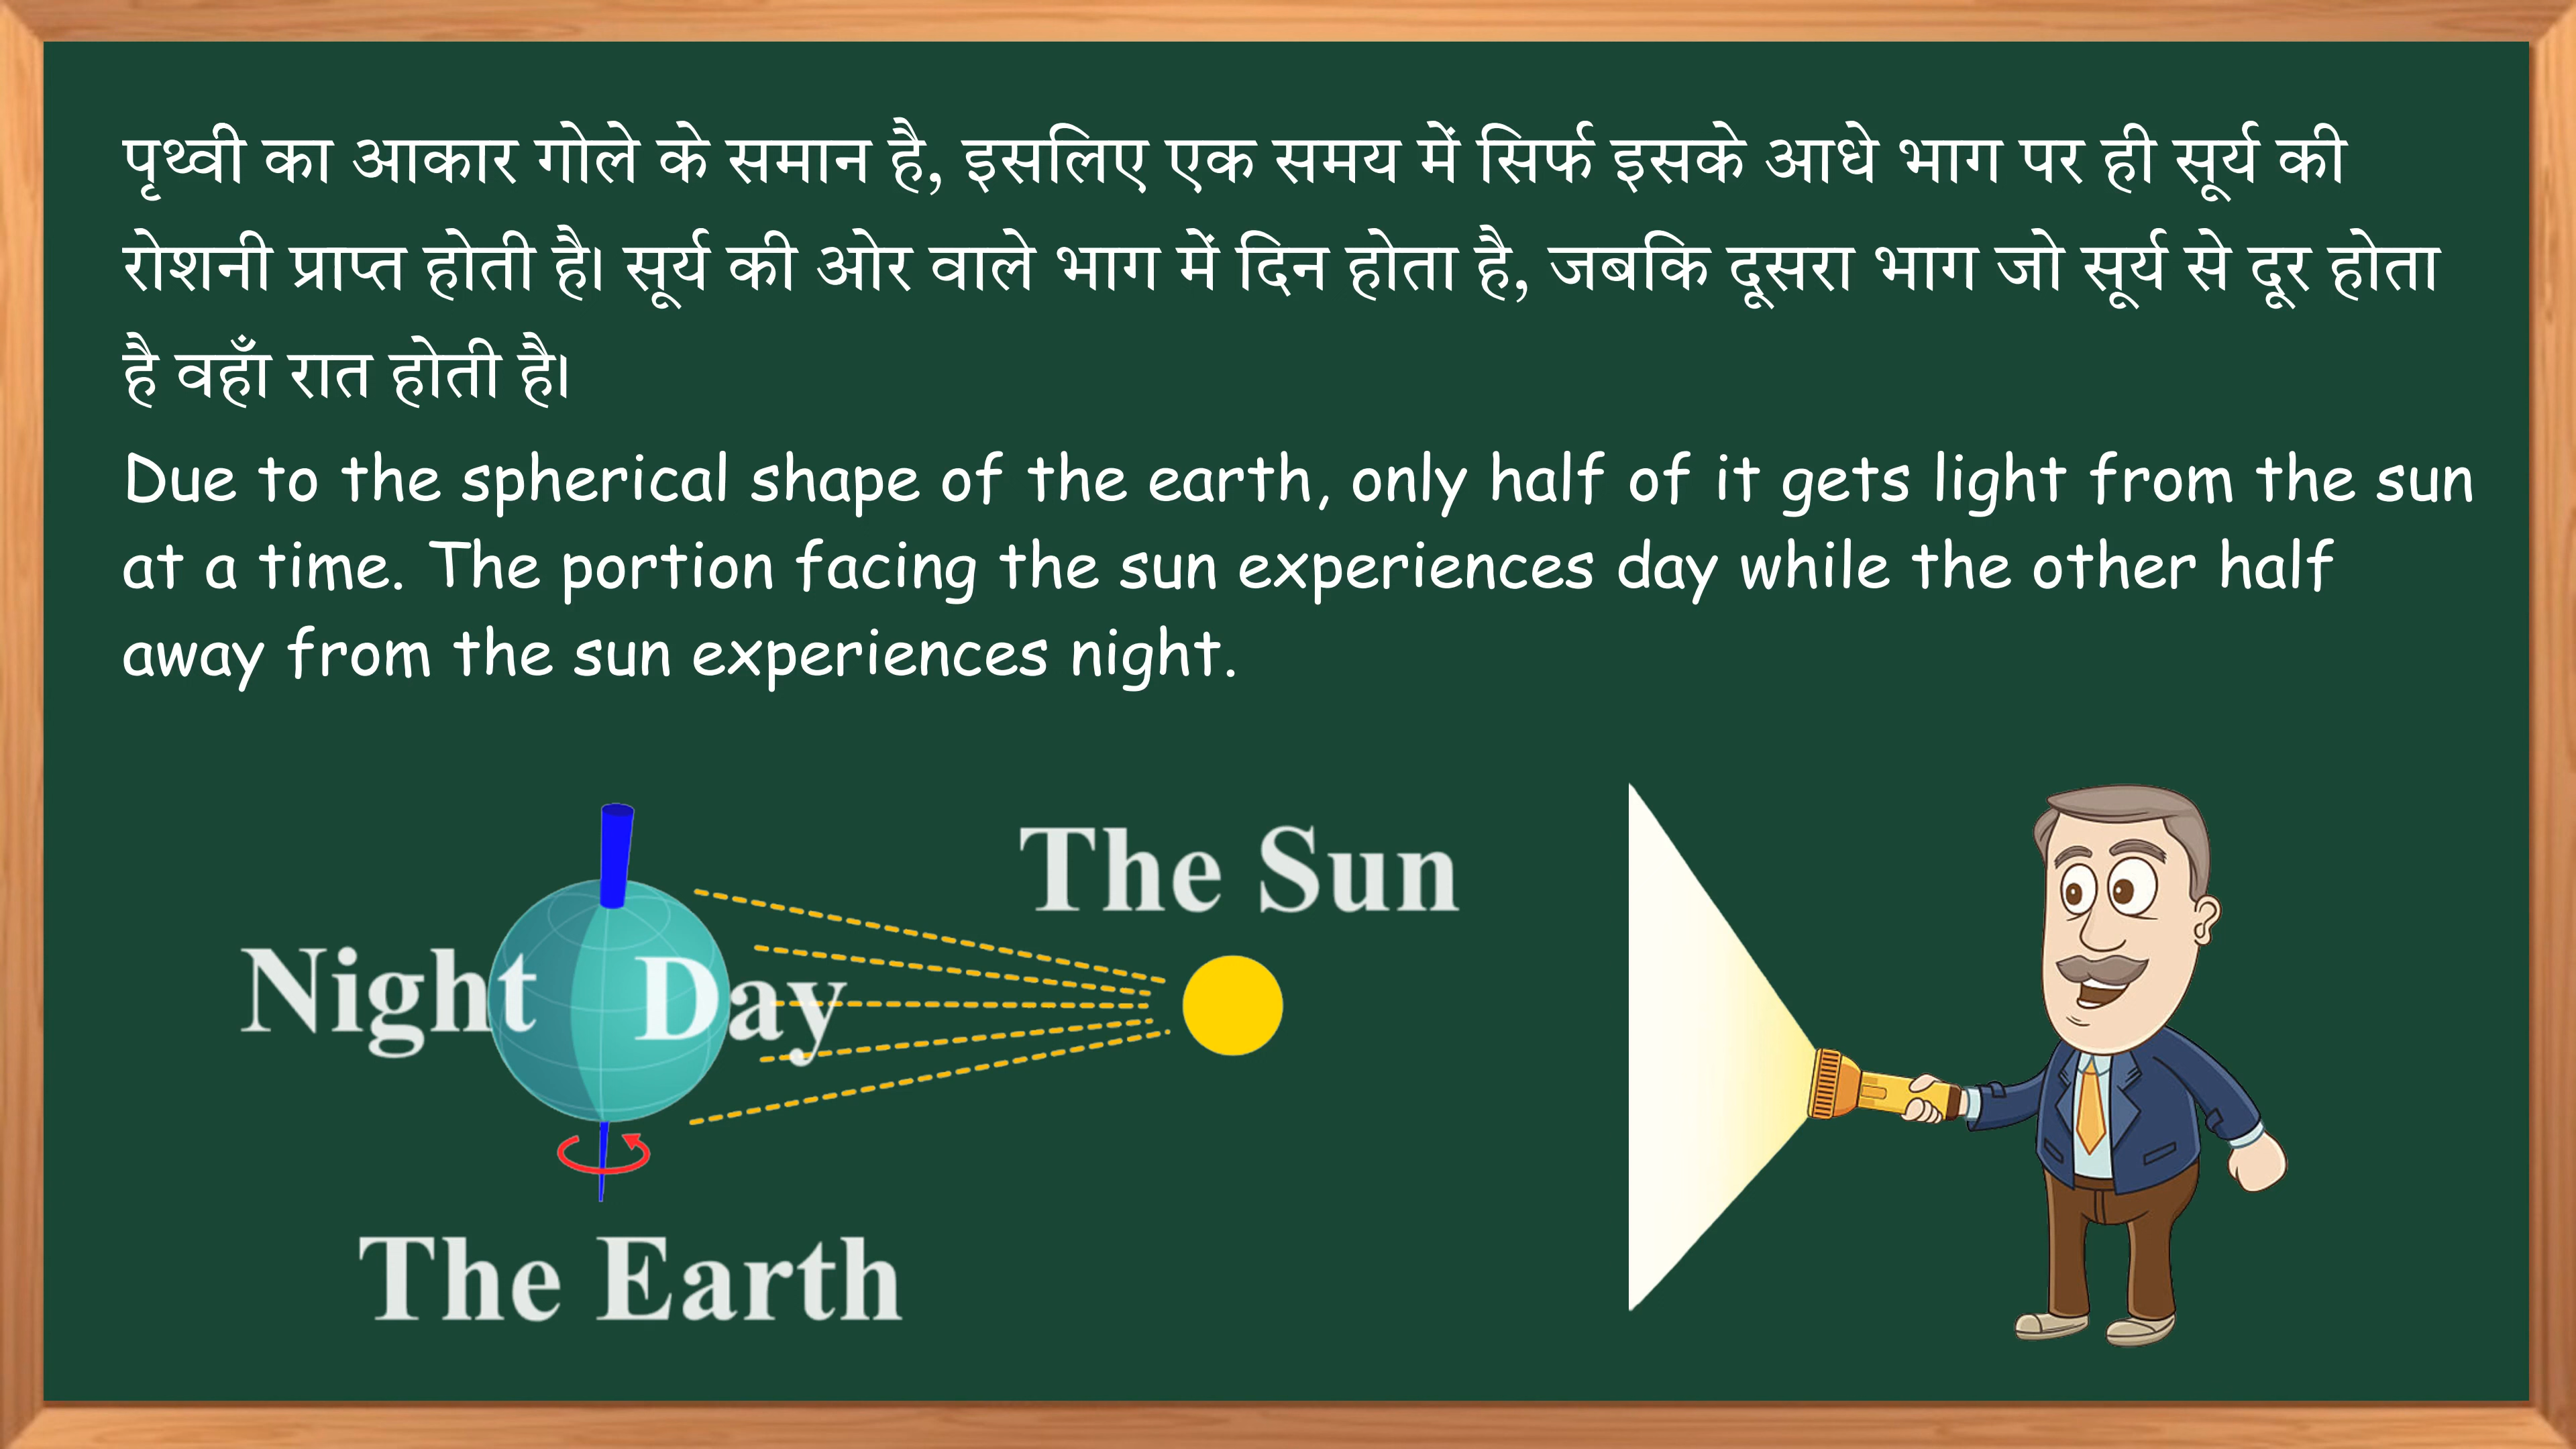 पृथ्वी का आकार गोले के समान है, इसलिए एक समय में सिर्फ इसके आधे भाग पर ही सूर्य की
रोशनी प्राप्त होती है। सूर्य की ओर वाले भाग में दिन होता है, जबकि दूसरा भाग जो सूर्य से दूर होता
है वहाँ रात होती है।
Due to the spherical shape of the earth, only half of it gets light from the sun
at a time. The portion facing the sun experiences day while the other half
away from the sun experiences night.
The Sun
Night Day
The Earth